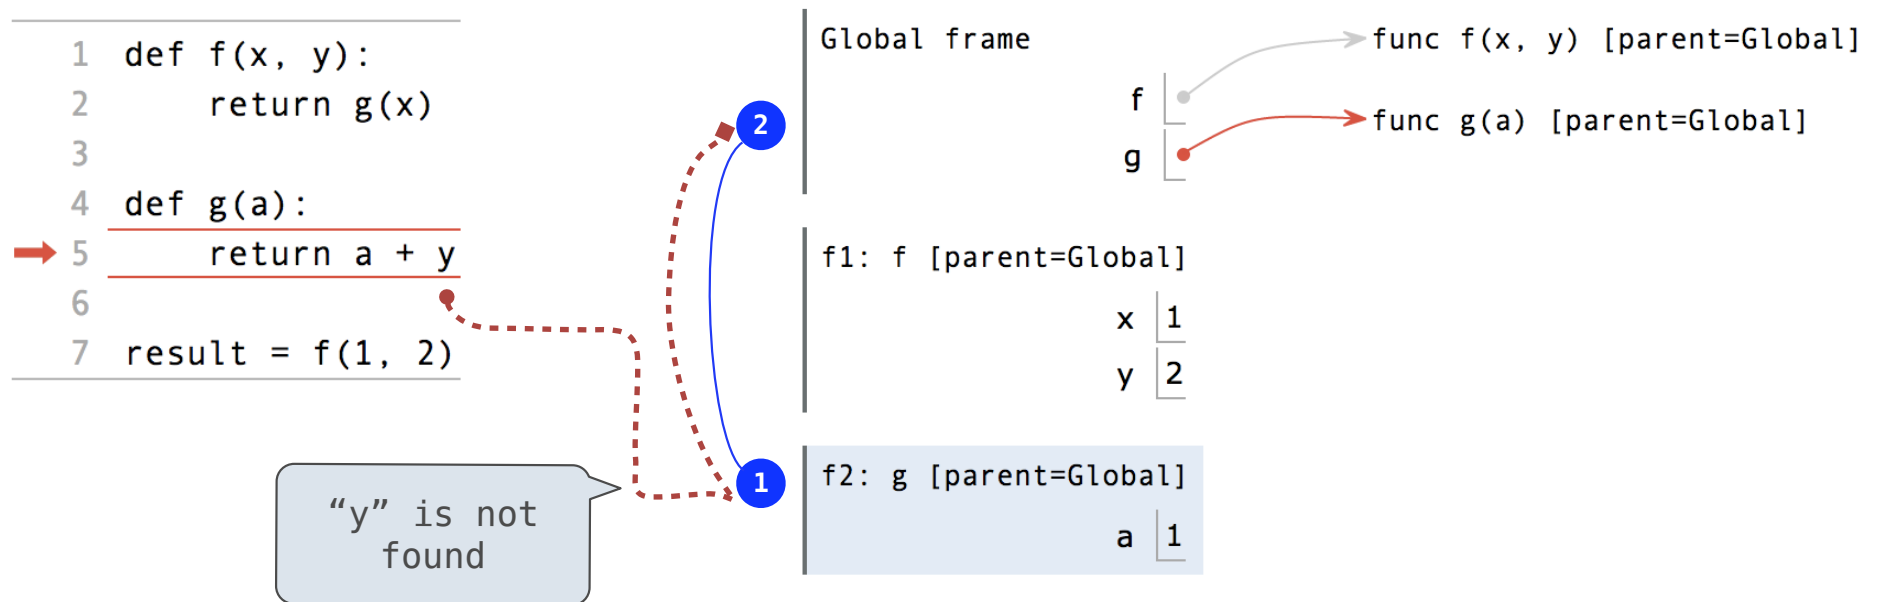 1 def f(x, y):
2 return g(x)
3
4 def g(a):
5 return a + y
6
7 result = f(1, 2)
“y” is not
found
2
1
Global frame
f
g
func f(x, y) [parent=Global]
func g(a) [parent=Global]
f1: f [parent=Global]
x 1
y 2
f2: g [parent=Global]
a 1